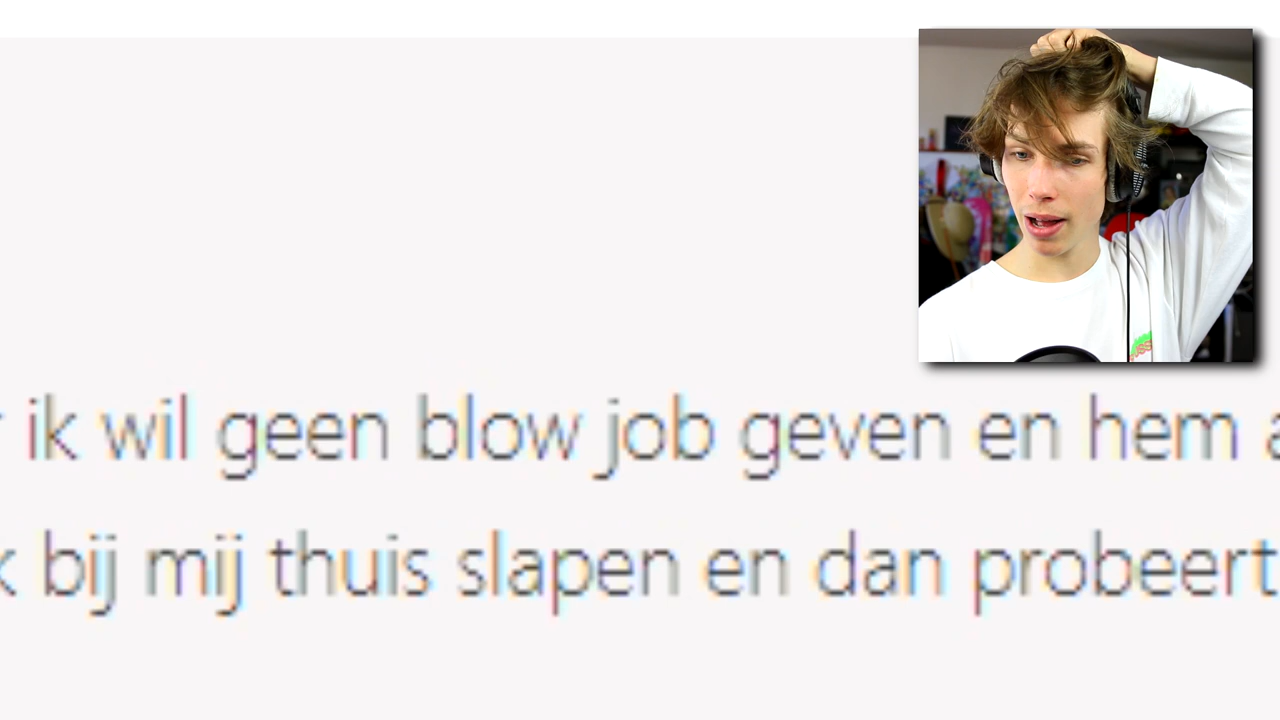 ik wil geen blow job geven en hem
bij mij thuis slapen en dan probeert